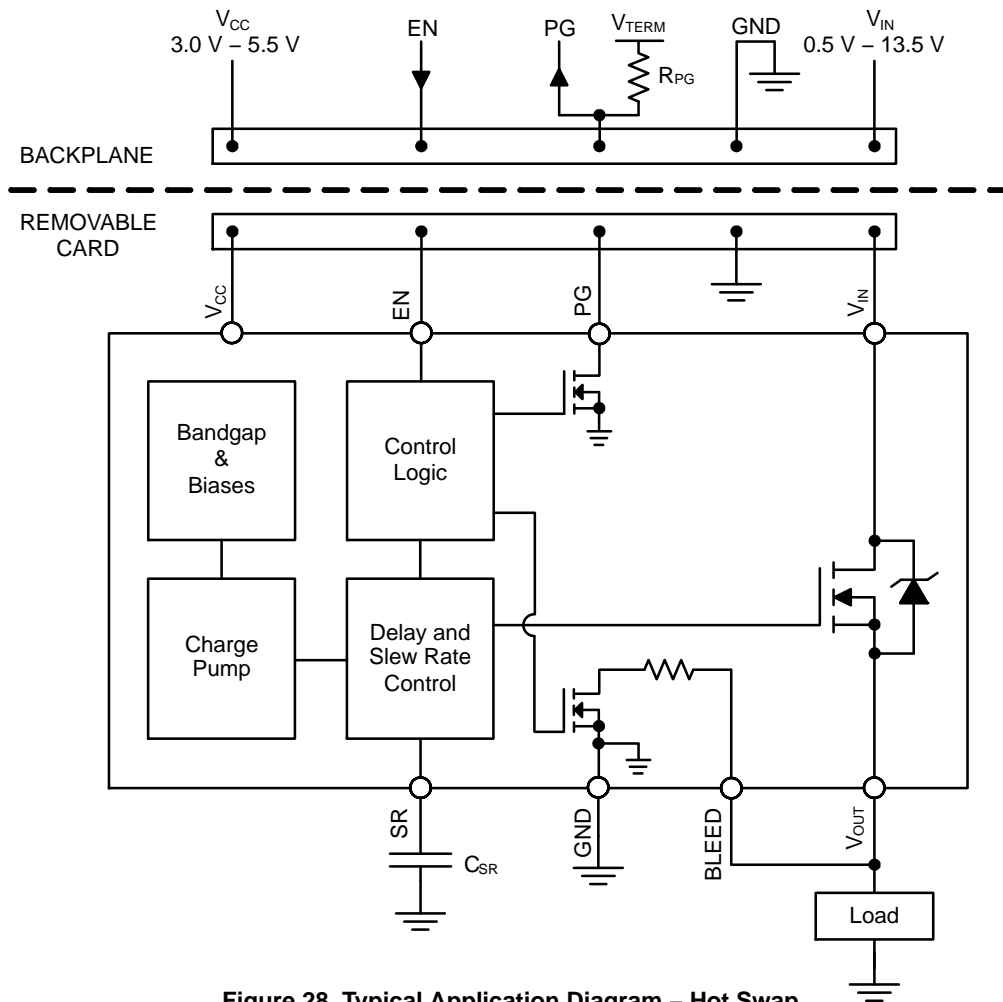 VCC
3.0 V – 5.5 V
EN
PG
VTERM
RPG
GND
VIN
0.5 V – 13.5 V
BACKPLANE
REMOVABLE
CARD
VCC
EN
PG
VIN
Bandgap
&
Biases
Control
Logic
Charge
Pump
Delay and
Slew Rate
Control
SR
GND
BLEED
VOUT
CSR
Load
Figure 28. Typical Application Diagram – Hot Swap